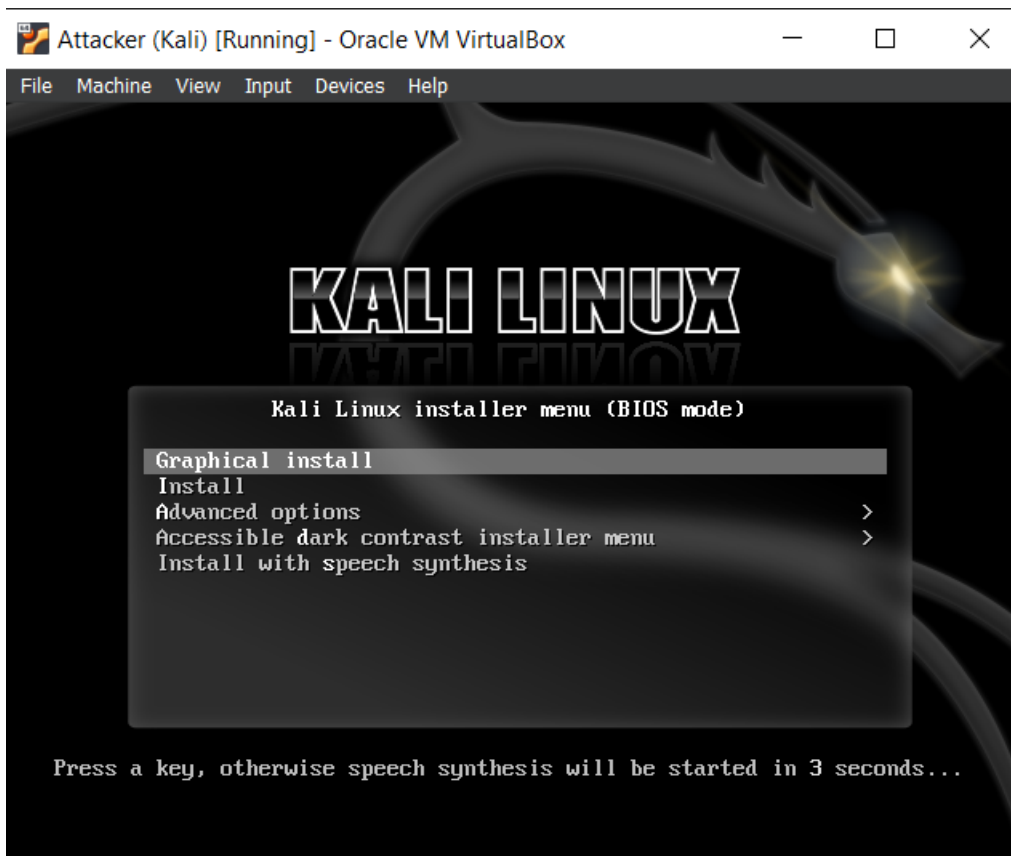 Attacker (Kali) [Running] - Oracle VM VirtualBox
File Machine View Input Devices Help
KALI LINUX
Kali Linux installer menu (BIOS mode)
Graphical install
Install
Advanced options >
Accessible dark contrast installer menu >
Install with speech synthesis
Press a key, otherwise speech synthesis will be started in 3 seconds...